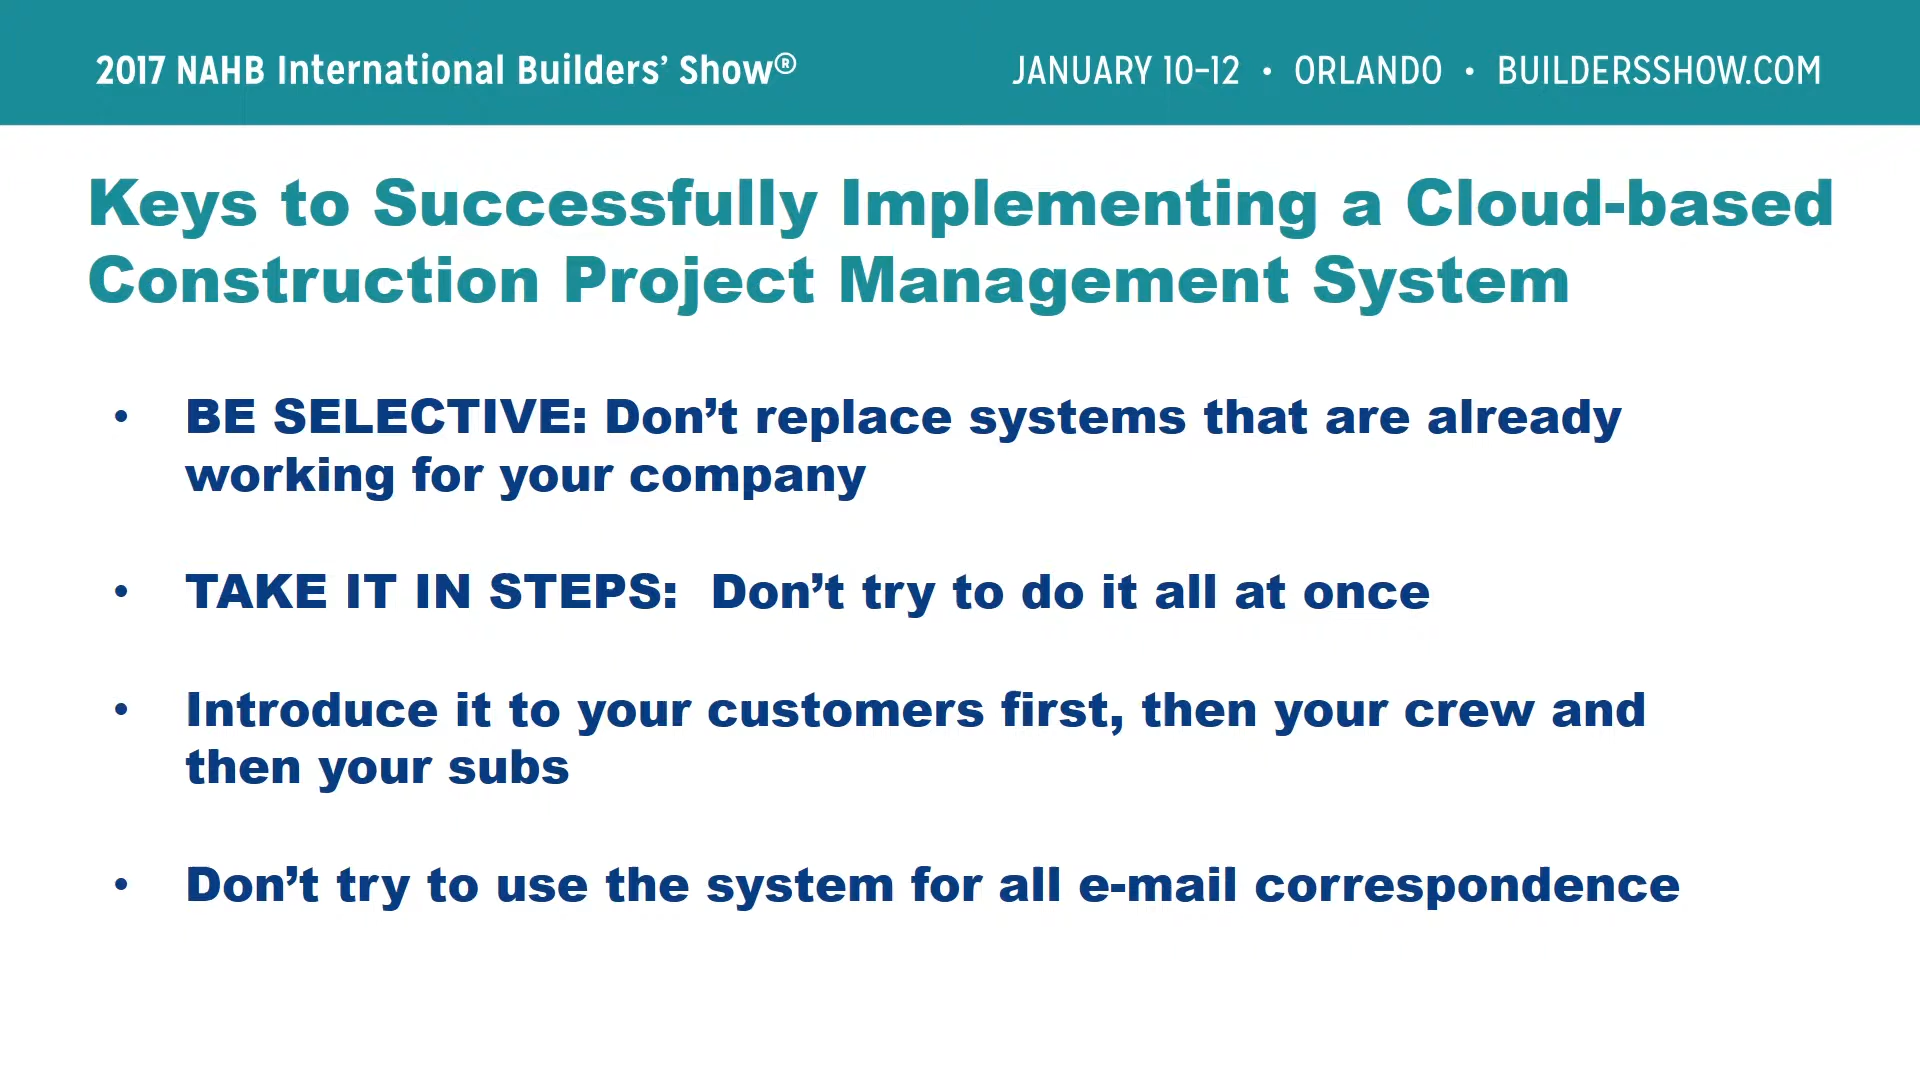 2017 NAHB International Builders’ Show®
JANUARY 10–12 • ORLANDO • BUILDERSSHOW.COM
Keys to Successfully Implementing a Cloud-based
Construction Project Management System
• BE SELECTIVE: Don’t replace systems that are already
working for your company
• TAKE IT IN STEPS:  Don’t try to do it all at once
• Introduce it to your customers first, then your crew and
then your subs
• Don’t try to use the system for all e-mail correspondence